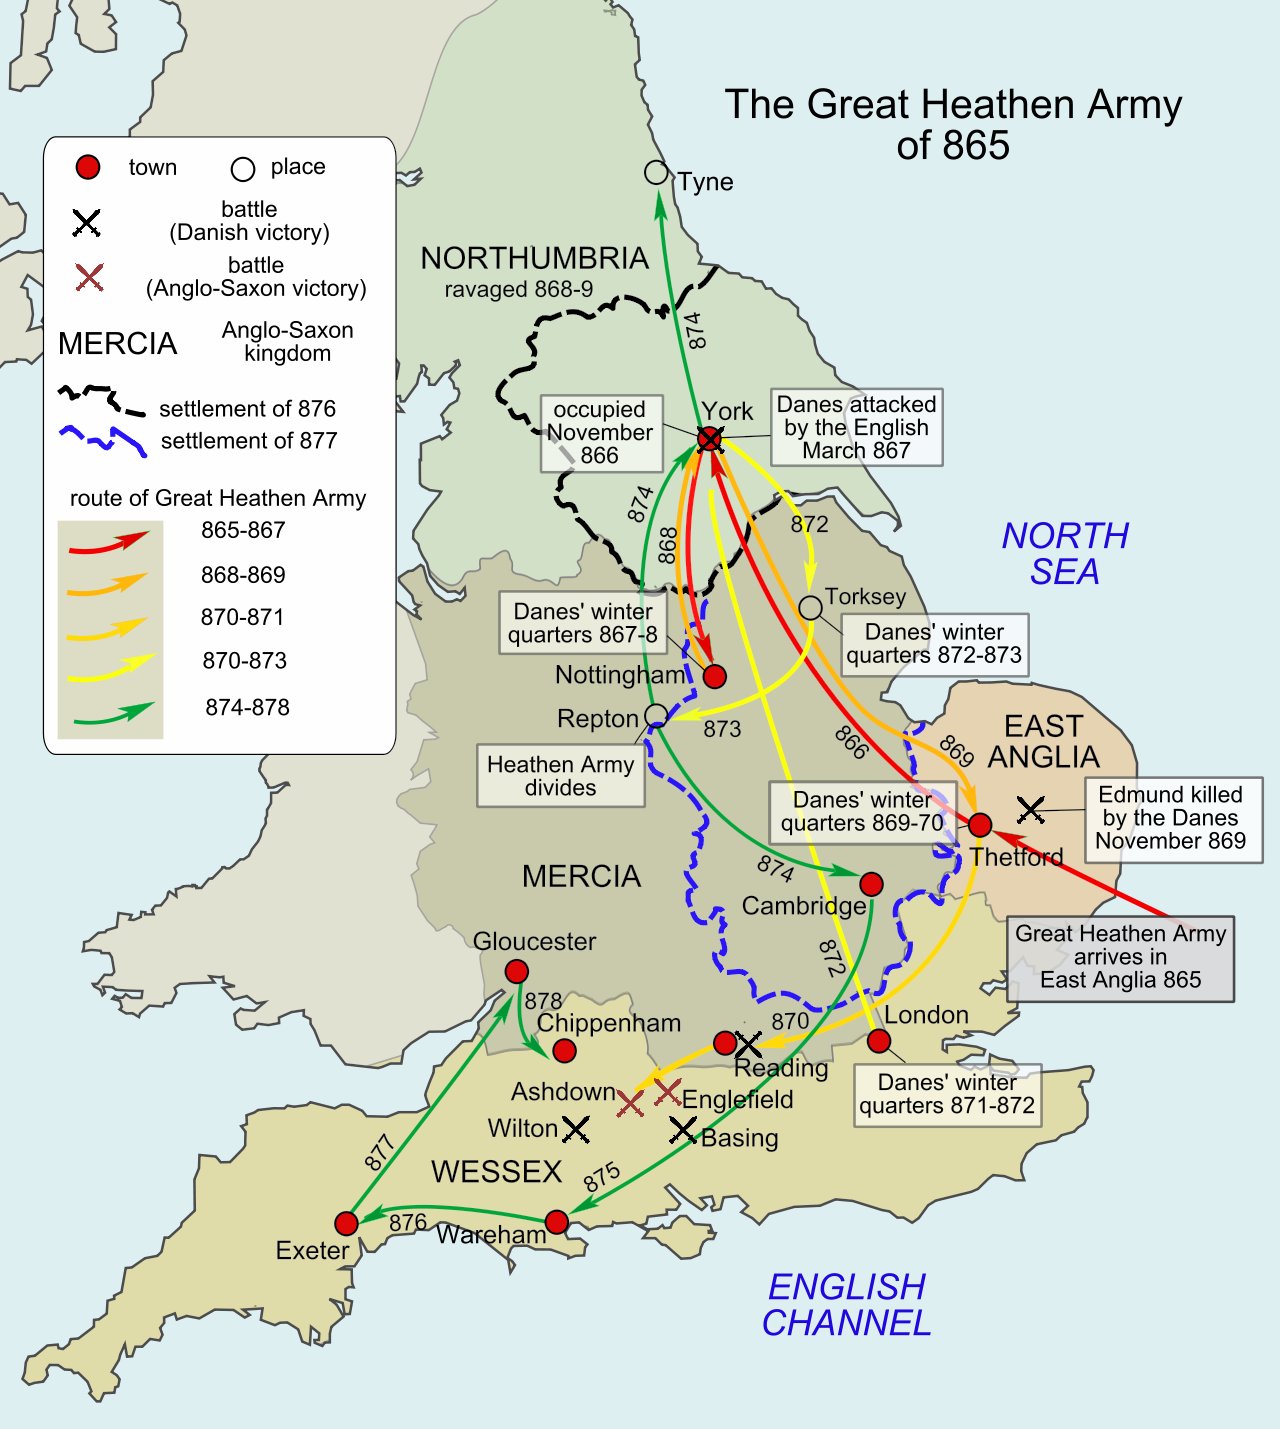 The Great Heathen Army
of 865
town
place
battle
(Danish victory)
battle
(Anglo-Saxon victory)
MERCIA
Anglo-Saxon
kingdom
settlement of 876
settlement of 877
route of Great Heathen Army
865-867
868-869
870-871
870-873
874-878
Tyne
NORTHUMBRIA
ravaged 868-9
874
occupied
November
866
York
Danes attacked
by the English
March 867
874
868
872
NORTH
SEA
Torksey
Danes' winter
quarters 867-8
Danes' winter
quarters 872-873
Nottingham
Repton
873
866
869
EAST
ANGLIA
Heathen Army
divides
Danes' winter
quarters 869-70
Edmund killed
by the Danes
November 869
Thetford
MERCIA
874
Cambridge
Great Heathen Army
arrives in
East Anglia 865
Gloucester
872
878
Chippenham
870
London
Reading
Danes' winter
quarters 871-872
Ashdown
Englefield
Wilton
Basing
877
WESSEX
875
876
Wareham
Exeter
ENGLISH
CHANNEL